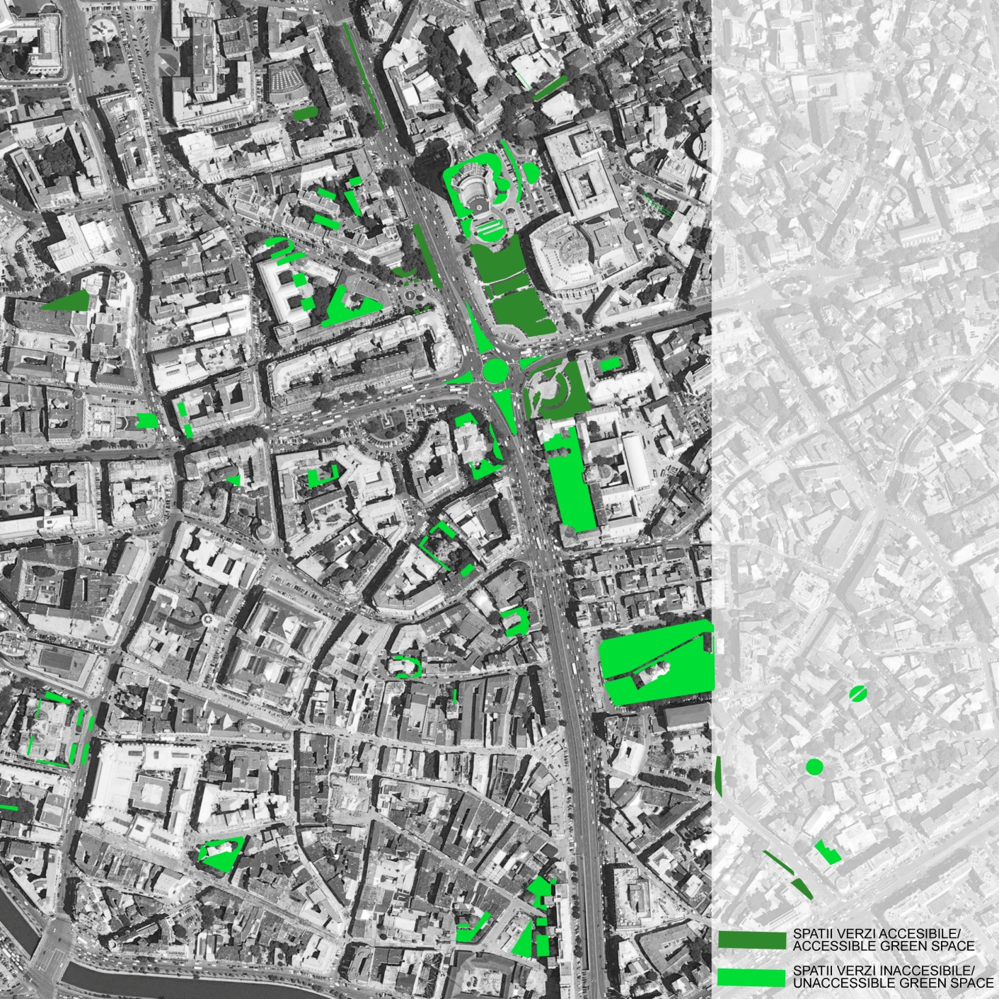 SPATII VERZI ACCESIBILE/
ACCESSIBLE GREEN SPACE
SPATII VERZI INACCESIBILE/
UNACCESSIBLE GREEN SPACE